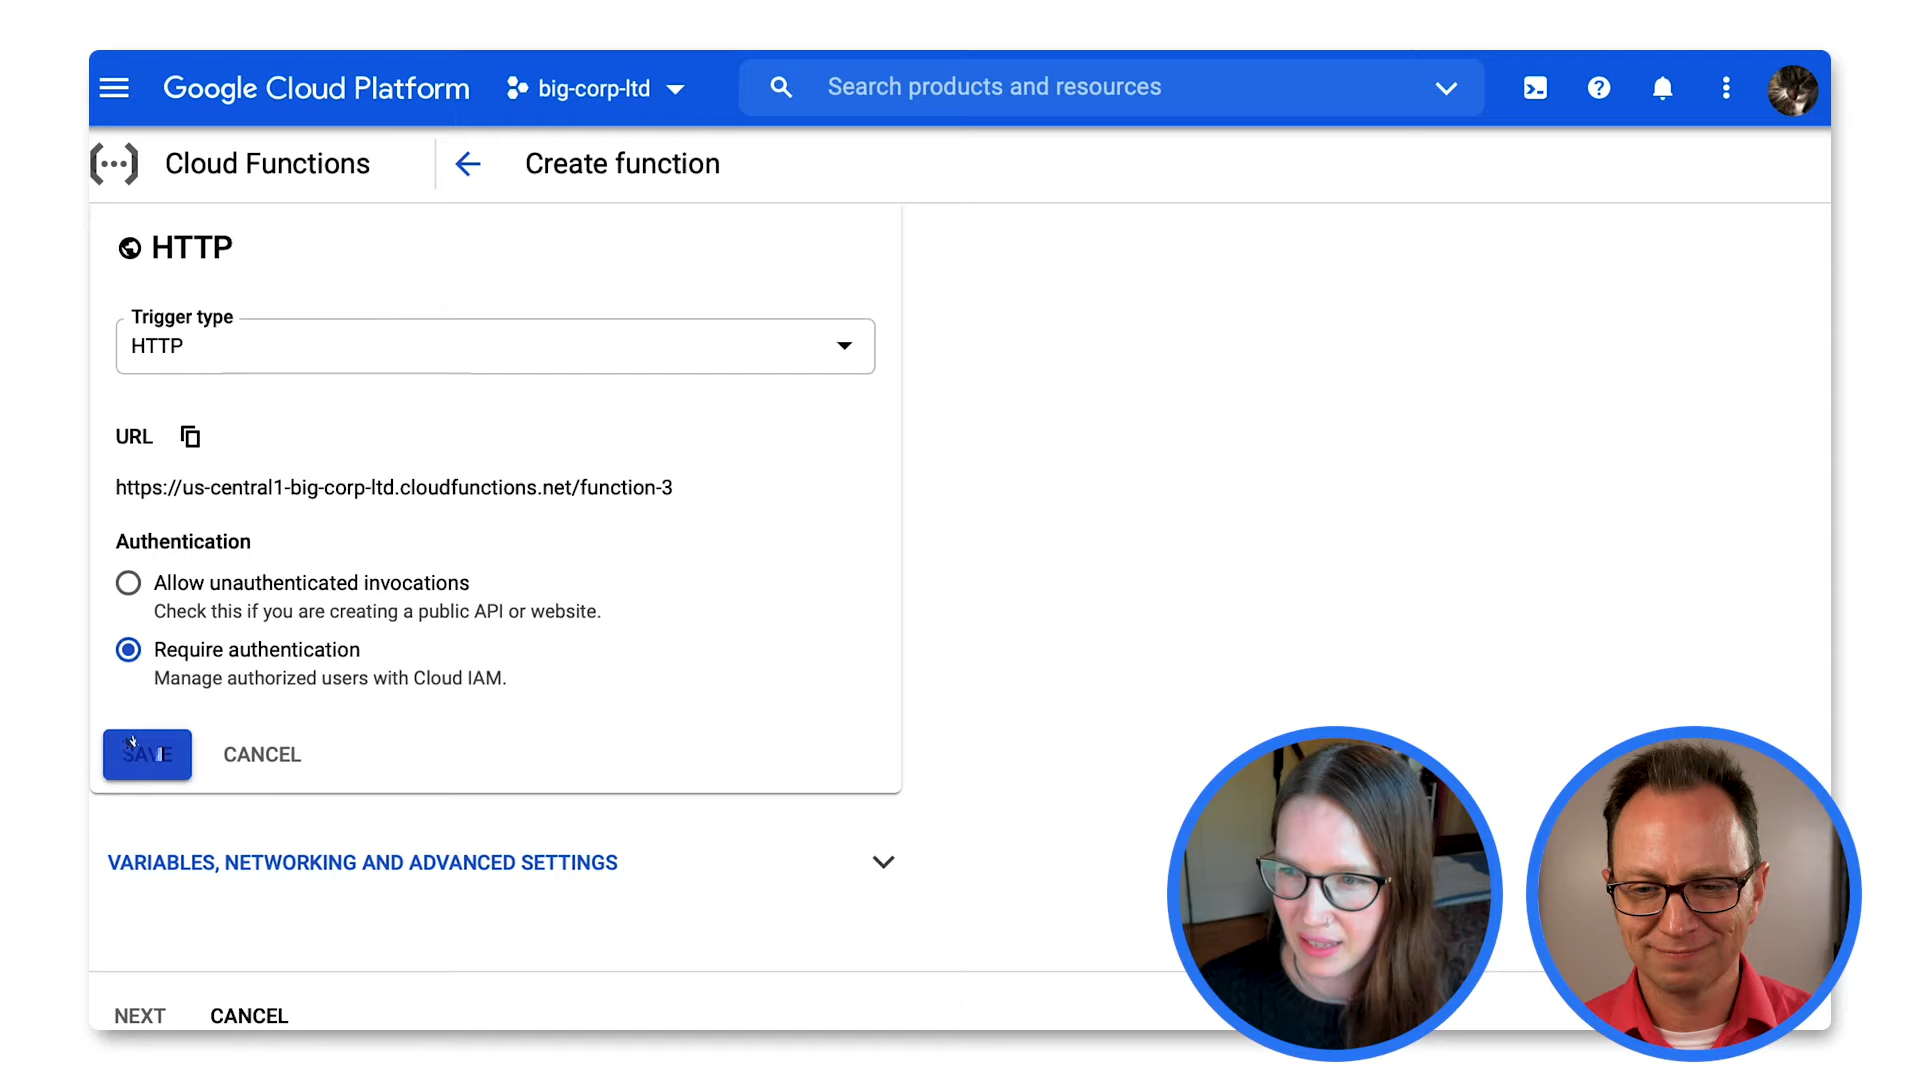 Google Cloud Platform
big-corp-ltd
Search products and resources
Cloud Functions
Create function
HTTP
Trigger type
HTTP
URL
https://us-central1-big-corp-ltd.cloudfunctions.net/function-3
Authentication
Allow unauthenticated invocations
Check this if you are creating a public API or website.
Require authentication
Manage authorized users with Cloud IAM.
SAVE
CANCEL
VARIABLES, NETWORKING AND ADVANCED SETTINGS
NEXT
CANCEL